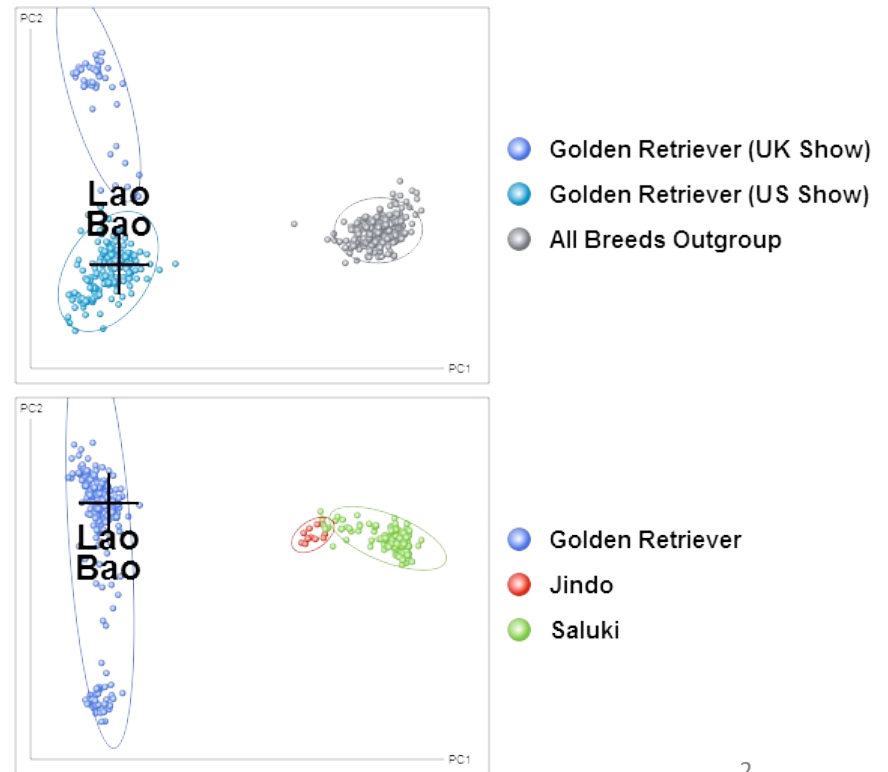 PC2
Lao
Bao
PC1
Golden Retriever (UK Show)
Golden Retriever (US Show)
All Breeds Outgroup
PC2
Lao
Bao
PC1
Golden Retriever
Jindo
Saluki
2